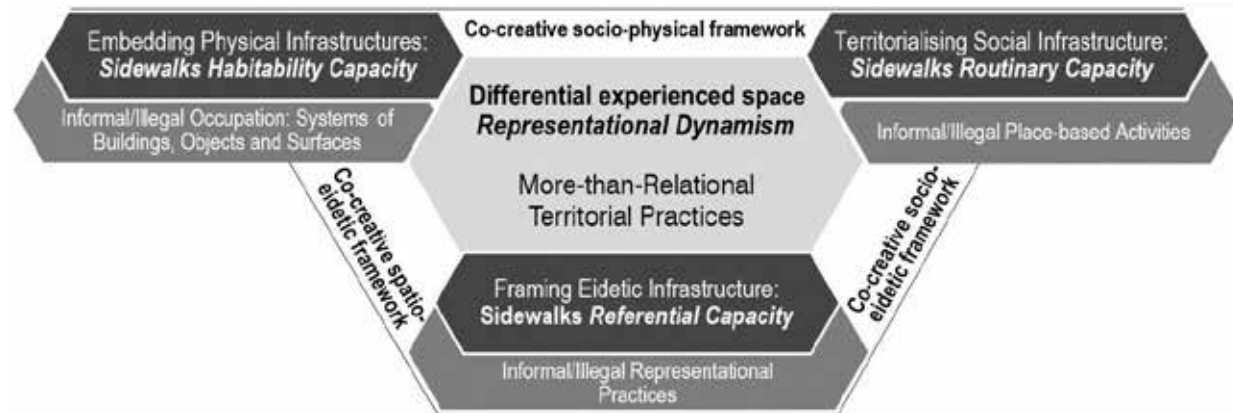 Co-creative socio-physical framework
Embedding Physical Infrastructures:
Sidewalks Habitability Capacity
Informal/Illegal Occupation: Systems of
Buildings, Objects and Surfaces
Differential experienced space
Representational Dynamism
More-than-Relational
Territorial Practices
Territorialising Social Infrastructure:
Sidewalks Routinary Capacity
Informal/Illegal Place-based Activities
Co-creative spatio-
eidetic framework
Co-creative socio-
eidetic framework
Framing Eidetic Infrastructure:
Sidewalks Referential Capacity
Informal/Illegal Representational
Practices